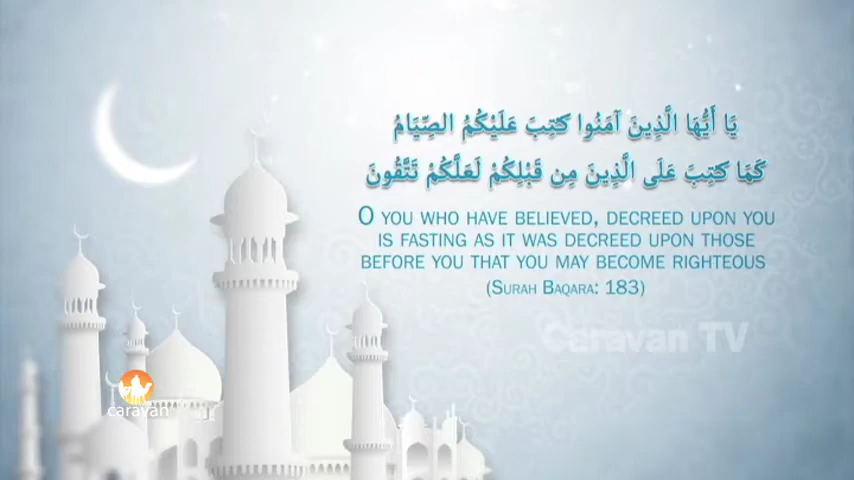 يَا أَيُّهَا الَّذِينَ آمَنُوا كُتِبَ عَلَيْكُمُ الصِّيَامُ
كَمَا كُتِبَ عَلَى الَّذِينَ مِن قَبْلِكُمْ لَعَلَّكُمْ تَتَّقُونَ
O YOU WHO HAVE BELIEVED, DECREED UPON YOU
IS FASTING AS IT WAS DECREED UPON THOSE
BEFORE YOU THAT YOU MAY BECOME RIGHTEOUS
(SURAH BAQARA: 183)
Caravan TV
caravan